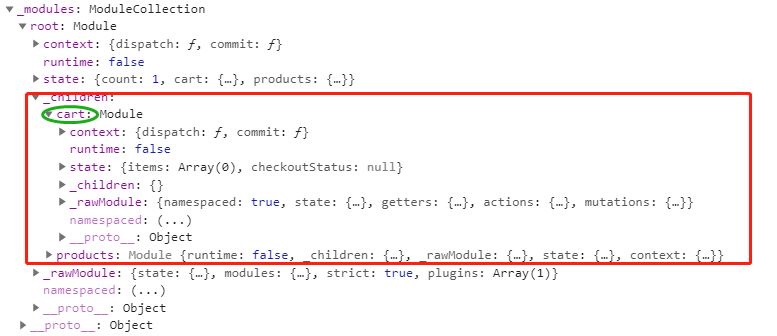 _modules: ModuleCollection
root: Module
context: {dispatch: ƒ, commit: ƒ}
runtime: false
state: {count: 1, cart: {…}, products: {…}}
_children:
cart: Module
context: {dispatch: ƒ, commit: ƒ}
runtime: false
state: {items: Array(0), checkoutStatus: null}
_children: {}
_rawModule: {namespaced: true, state: {…}, getters: {…}, actions: {…}, mutations: {…}}
namespaced: (...)
__proto__: Object
products: Module {runtime: false, _children: {…}, _rawModule: {…}, state: {…}, context: {…}}
_rawModule: {state: {…}, modules: {…}, strict: true, plugins: Array(1)}
namespaced: (...)
__proto__: Object
__proto__: Object